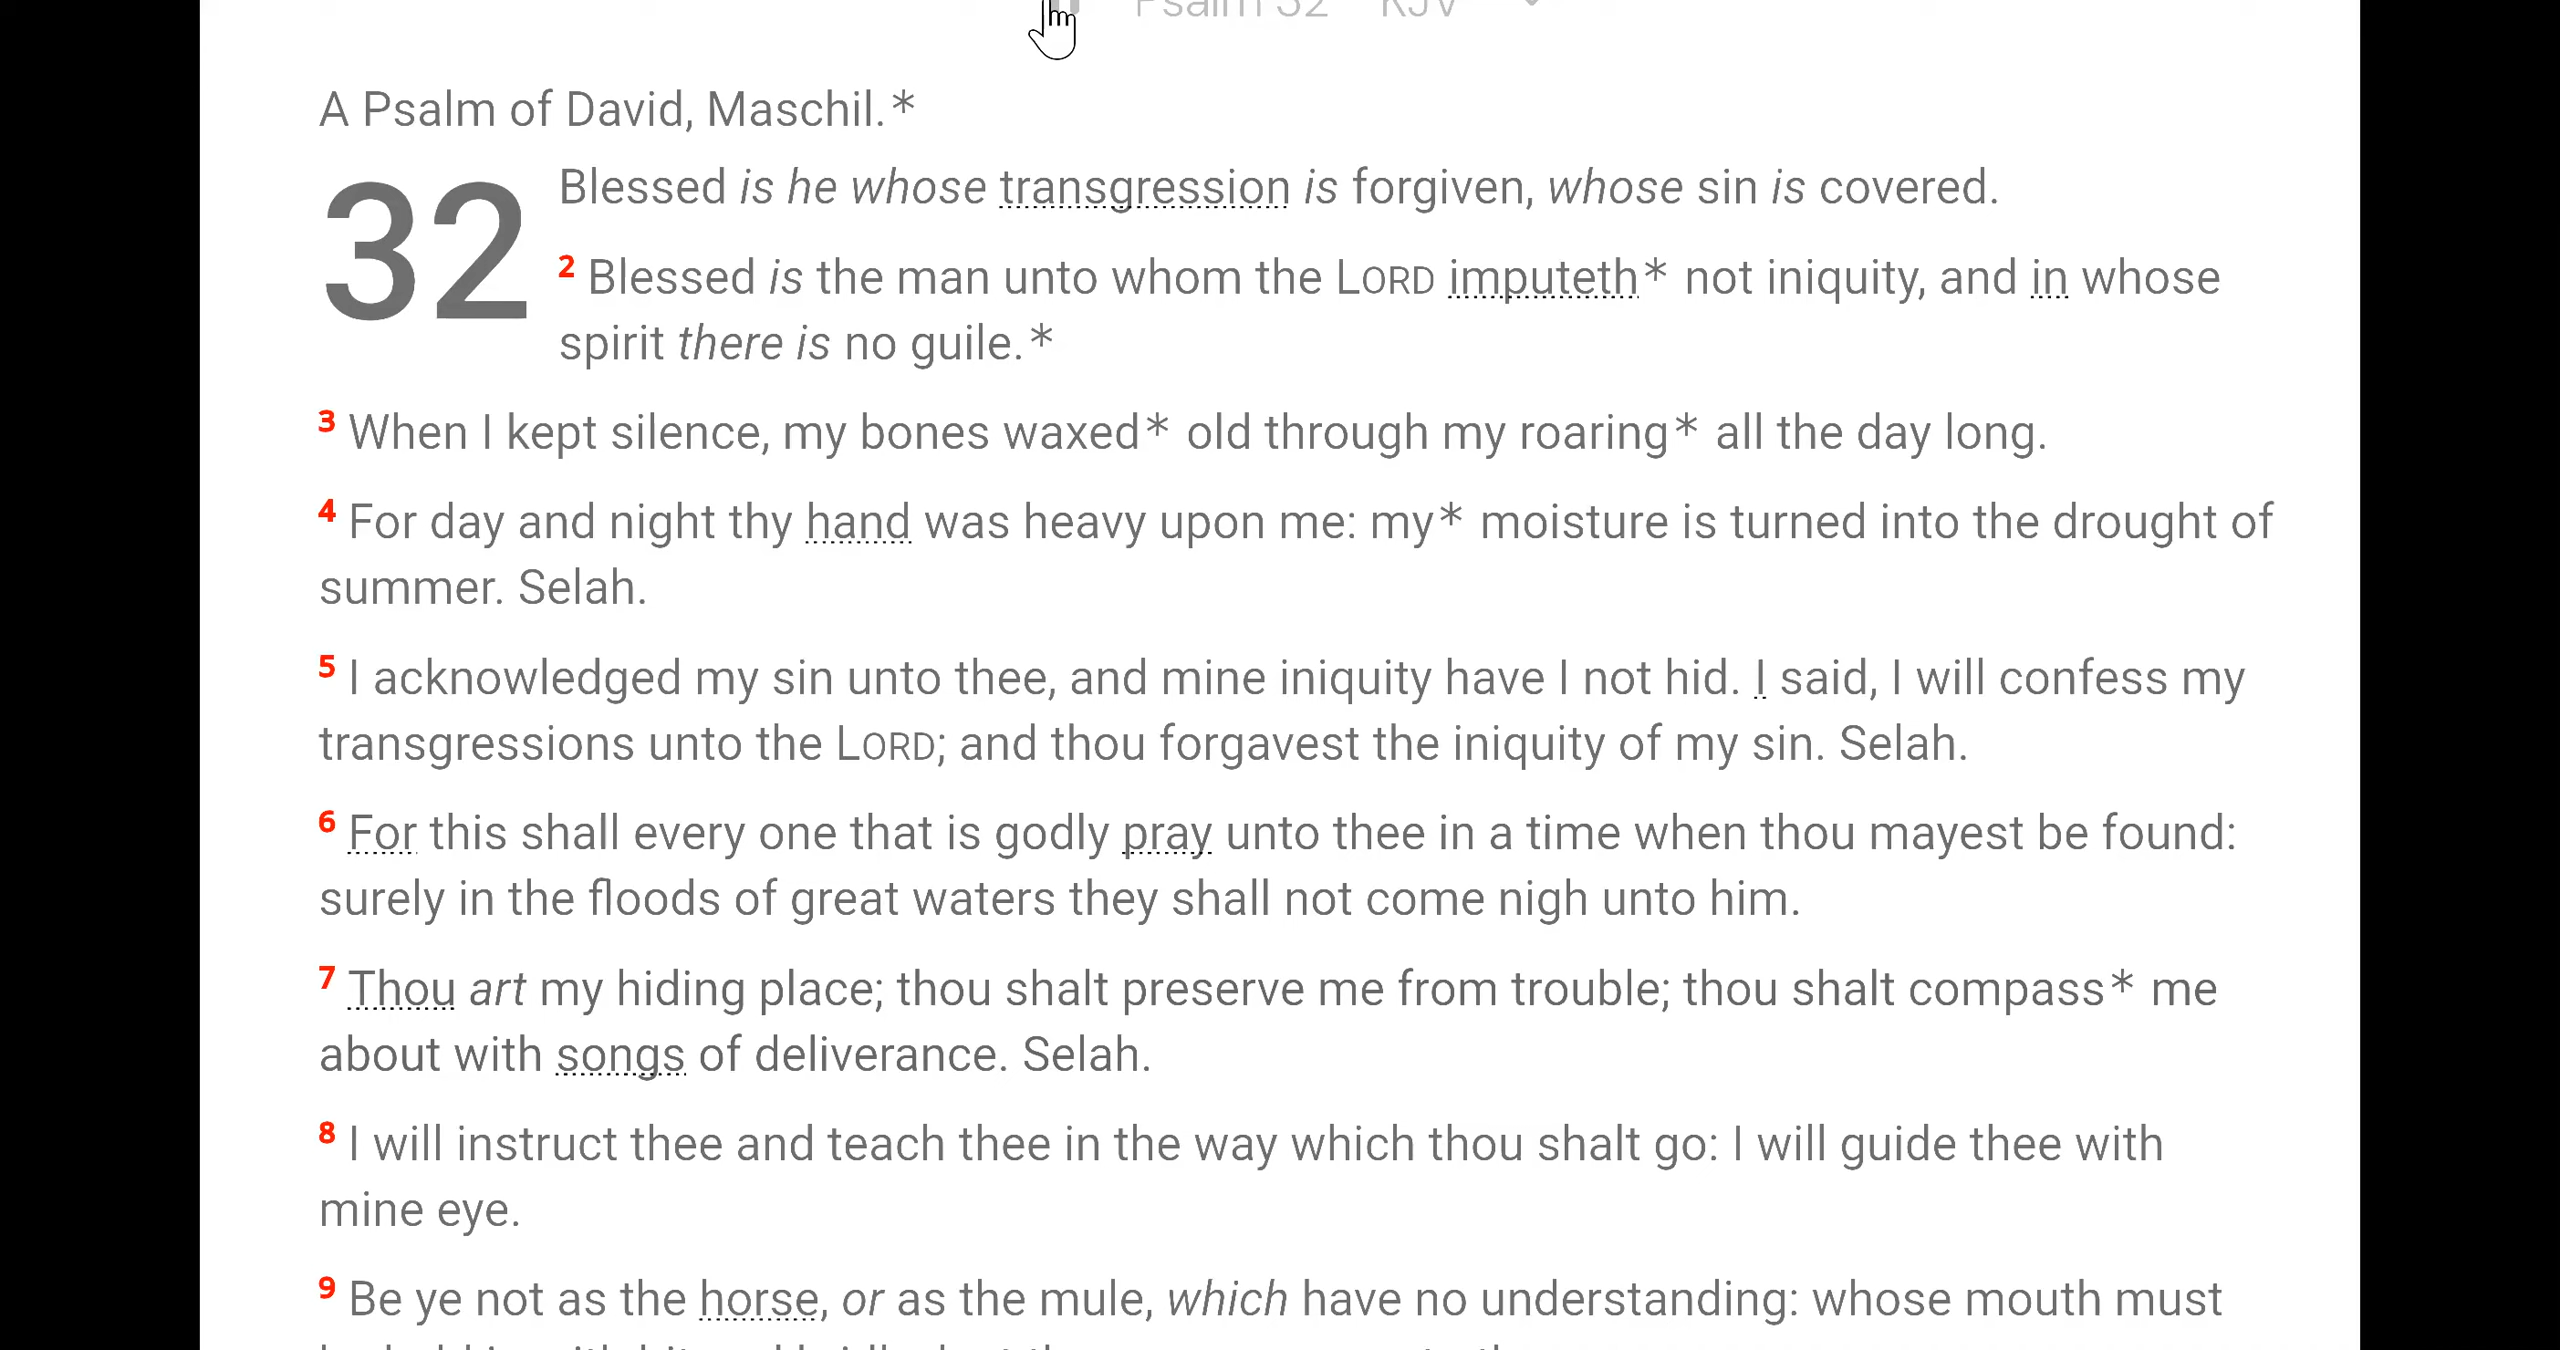 Psalm 32 KJV
A Psalm of David, Maschil.*
32 Blessed is he whose transgression is forgiven, whose sin is covered.
2 Blessed is the man unto whom the LORD imputeth* not iniquity, and in whose
spirit there is no guile.*
3 When I kept silence, my bones waxed* old through my roaring* all the day long.
4 For day and night thy hand was heavy upon me: my* moisture is turned into the drought of
summer. Selah.
5 I acknowledged my sin unto thee, and mine iniquity have I not hid. I said, I will confess my
transgressions unto the LORD; and thou forgavest the iniquity of my sin. Selah.
6 For this shall every one that is godly pray unto thee in a time when thou mayest be found:
surely in the floods of great waters they shall not come nigh unto him.
7 Thou art my hiding place; thou shalt preserve me from trouble; thou shalt compass* me
about with songs of deliverance. Selah.
8 I will instruct thee and teach thee in the way which thou shalt go: I will guide thee with
mine eye.
9 Be ye not as the horse, or as the mule, which have no understanding: whose mouth must